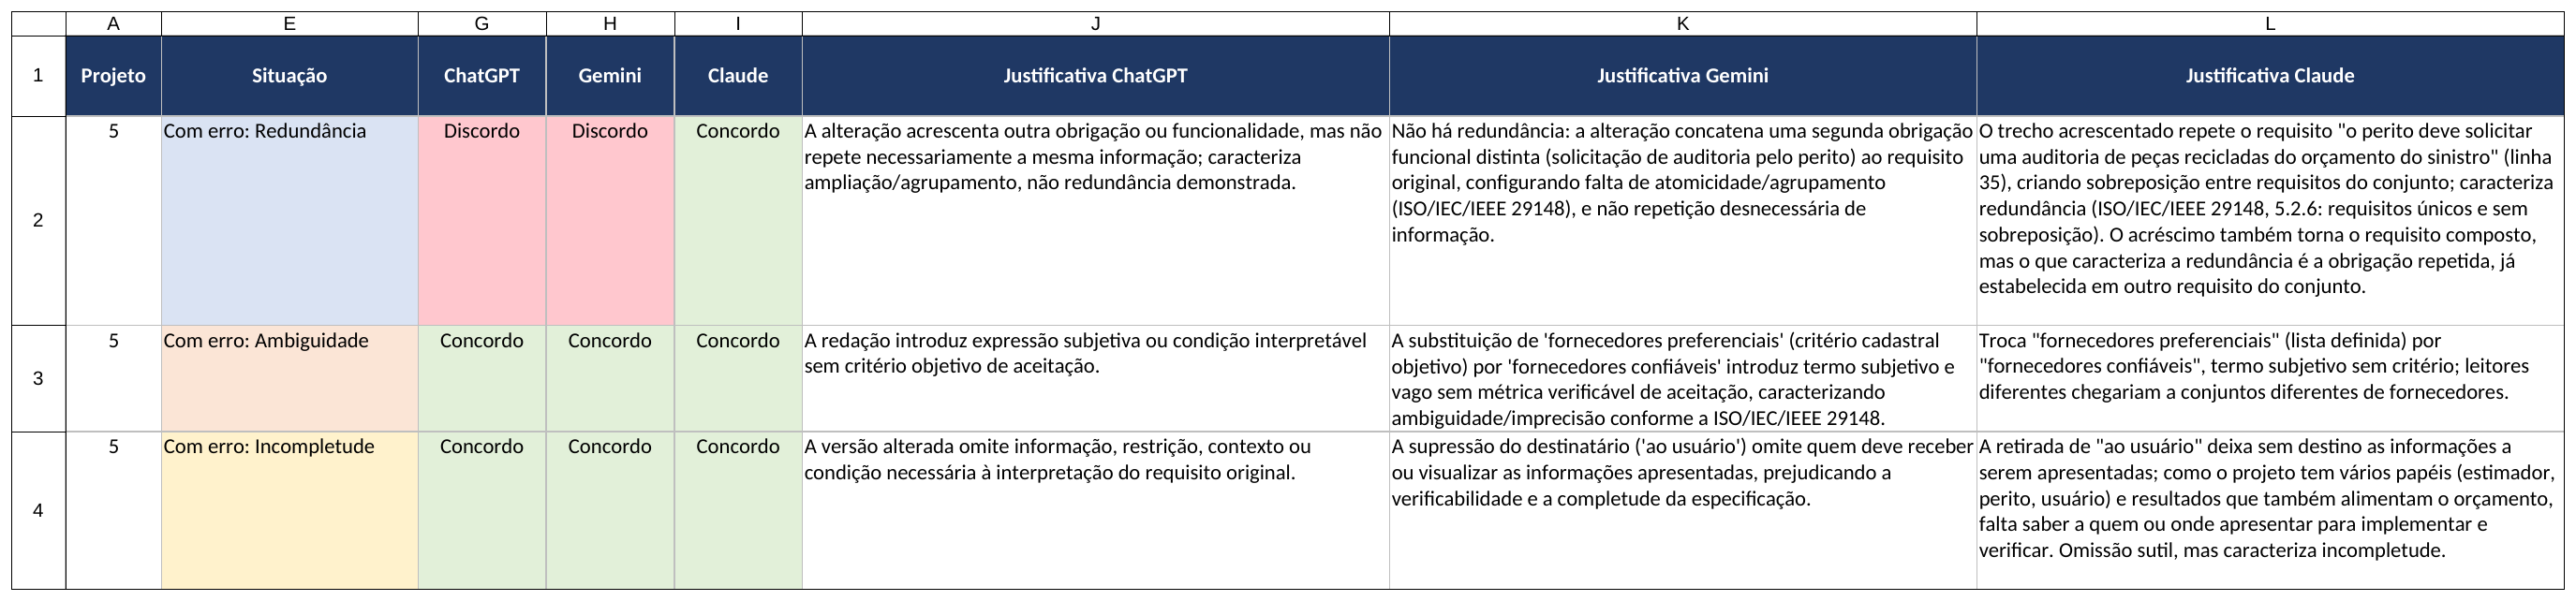 A E G H I J K L
1 Projeto Situação ChatGPT Gemini Claude Justificativa ChatGPT Justificativa Gemini Justificativa Claude
2
5
Com erro: Redundância
Discordo
Discordo
Concordo
A alteração acrescenta outra obrigação ou funcionalidade, mas não
repete necessariamente a mesma informação; caracteriza
ampliação/agrupamento, não redundância demonstrada.
Não há redundância: a alteração concatena uma segunda obrigação
funcional distinta (solicitação de auditoria pelo perito) ao requisito
original, configurando falta de atomicidade/agrupamento
(ISO/IEC/IEEE 29148), e não repetição desnecessária de
informação.
O trecho acrescentado repete o requisito "o perito deve solicitar
uma auditoria de peças recicladas do orçamento do sinistro" (linha
35), criando sobreposição entre requisitos do conjunto; caracteriza
redundância (ISO/IEC/IEEE 29148, 5.2.6: requisitos únicos e sem
sobreposição). O acréscimo também torna o requisito composto,
mas o que caracteriza a redundância é a obrigação repetida, já
estabelecida em outro requisito do conjunto.
3
5
Com erro: Ambiguidade
Concordo
Concordo
Concordo
A redação introduz expressão subjetiva ou condição interpretável
sem critério objetivo de aceitação.
A substituição de 'fornecedores preferenciais' (critério cadastral
objetivo) por 'fornecedores confiáveis' introduz termo subjetivo e
vago sem métrica verificável de aceitação, caracterizando
ambiguidade/imprecisão conforme a ISO/IEC/IEEE 29148.
Troca "fornecedores preferenciais" (lista definida) por
"fornecedores confiáveis", termo subjetivo sem critério; leitores
diferentes chegariam a conjuntos diferentes de fornecedores.
4
5
Com erro: Incompletude
Concordo
Concordo
Concordo
A versão alterada omite informação, restrição, contexto ou
condição necessária à interpretação do requisito original.
A supressão do destinatário ('ao usuário') omite quem deve receber
ou visualizar as informações apresentadas, prejudicando a
verificabilidade e a completude da especificação.
A retirada de "ao usuário" deixa sem destino as informações a
serem apresentadas; como o projeto tem vários papéis (estimador,
perito, usuário) e resultados que também alimentam o orçamento,
falta saber a quem ou onde apresentar para implementar e
verificar. Omissão sutil, mas caracteriza incompletude.